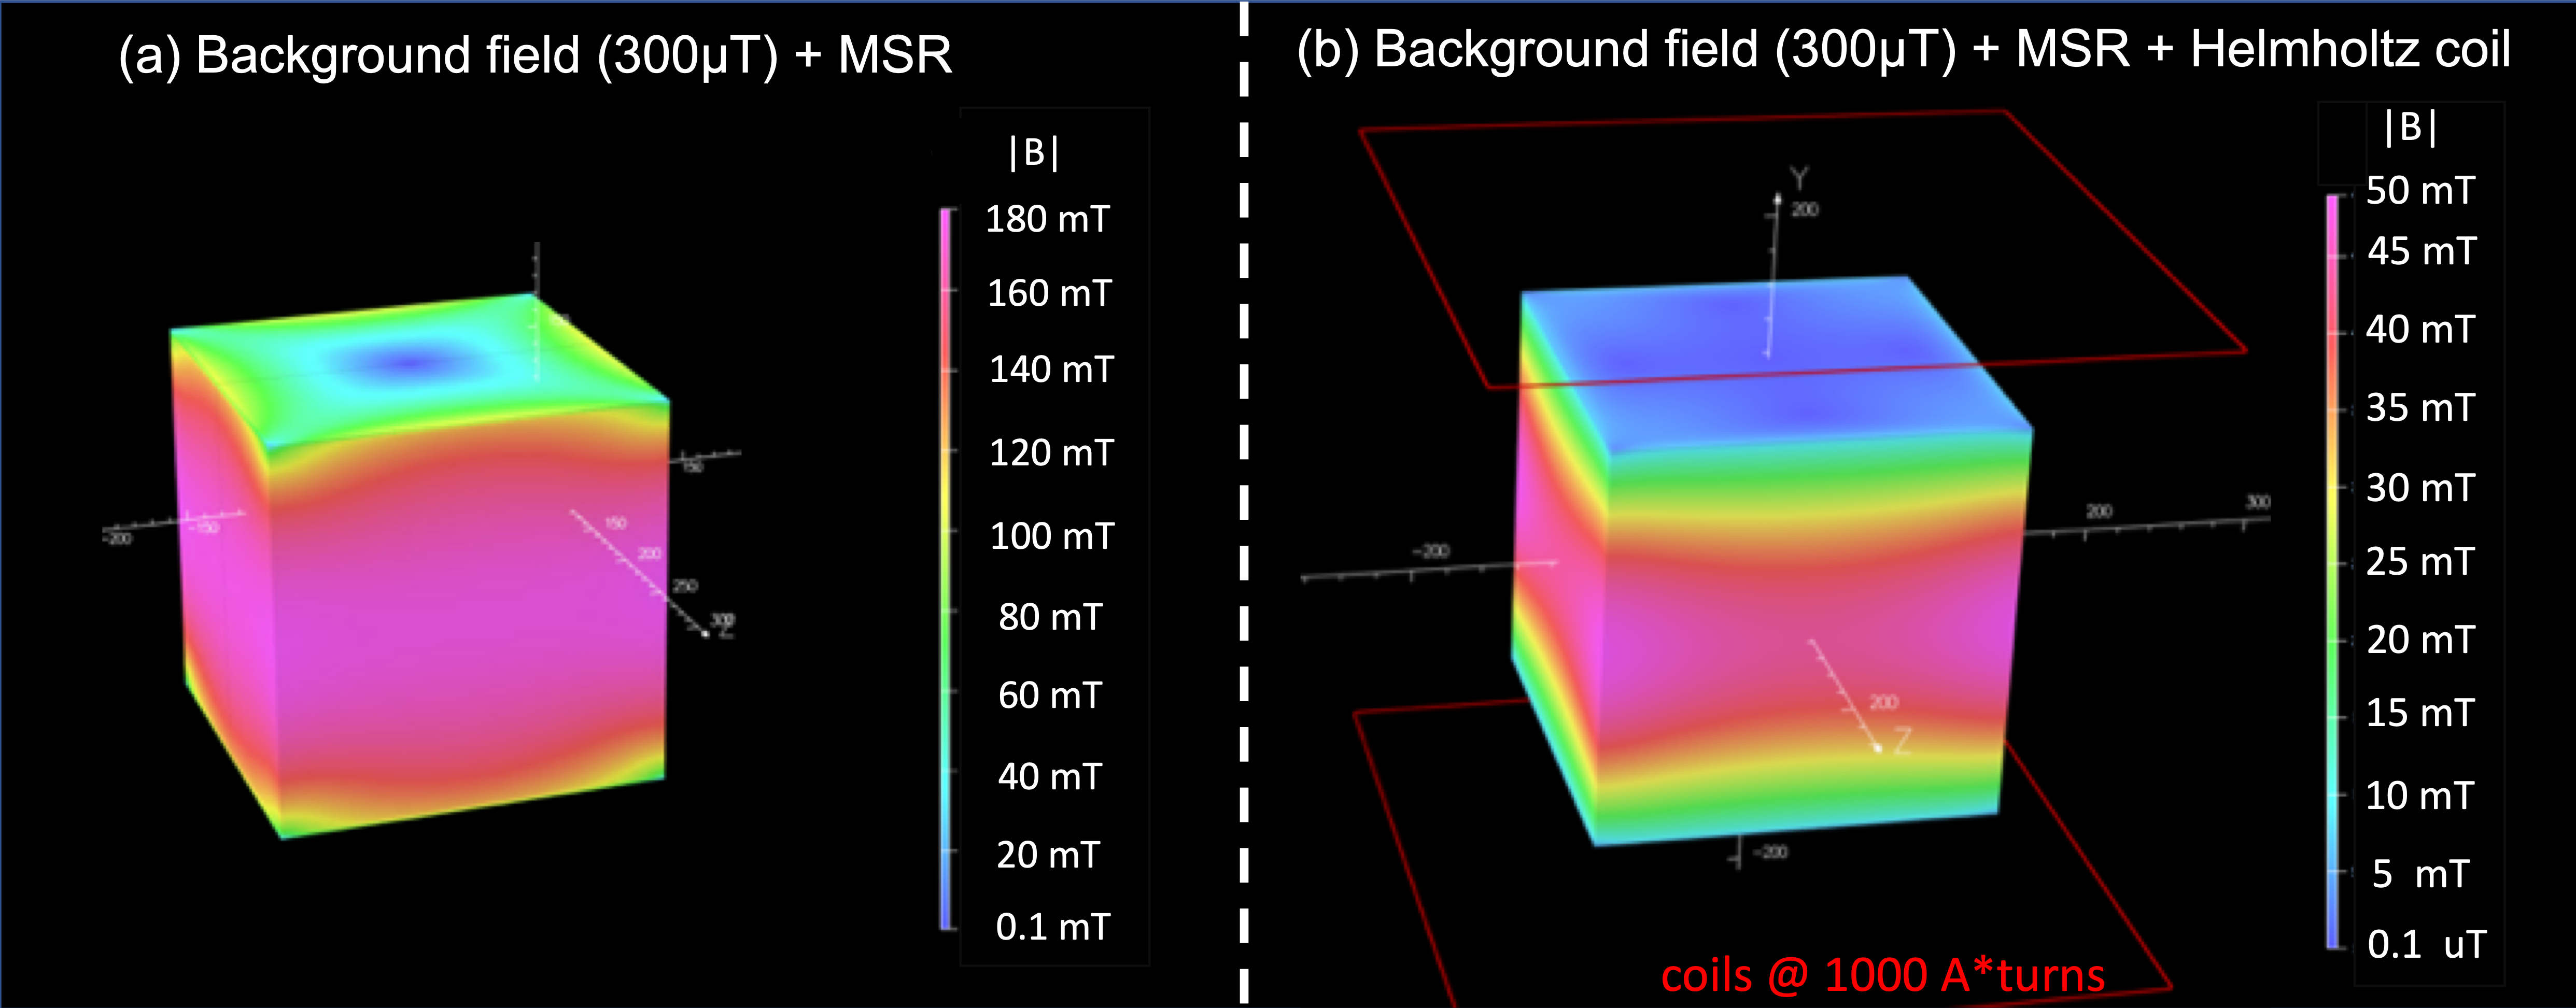 (a) Background field (300µT) + MSR
|B|
180 mT
160 mT
140 mT
120 mT
100 mT
80 mT
60 mT
40 mT
20 mT
0.1 mT
150
-200
-150
150
200
250
300
Z
(b) Background field (300µT) + MSR + Helmholtz coil
|B|
50 mT
45 mT
40 mT
35 mT
30 mT
25 mT
20 mT
15 mT
10 mT
5 mT
0.1 uT
Y
200
-200
200
300
200
Z
-200
coils @ 1000 A*turns